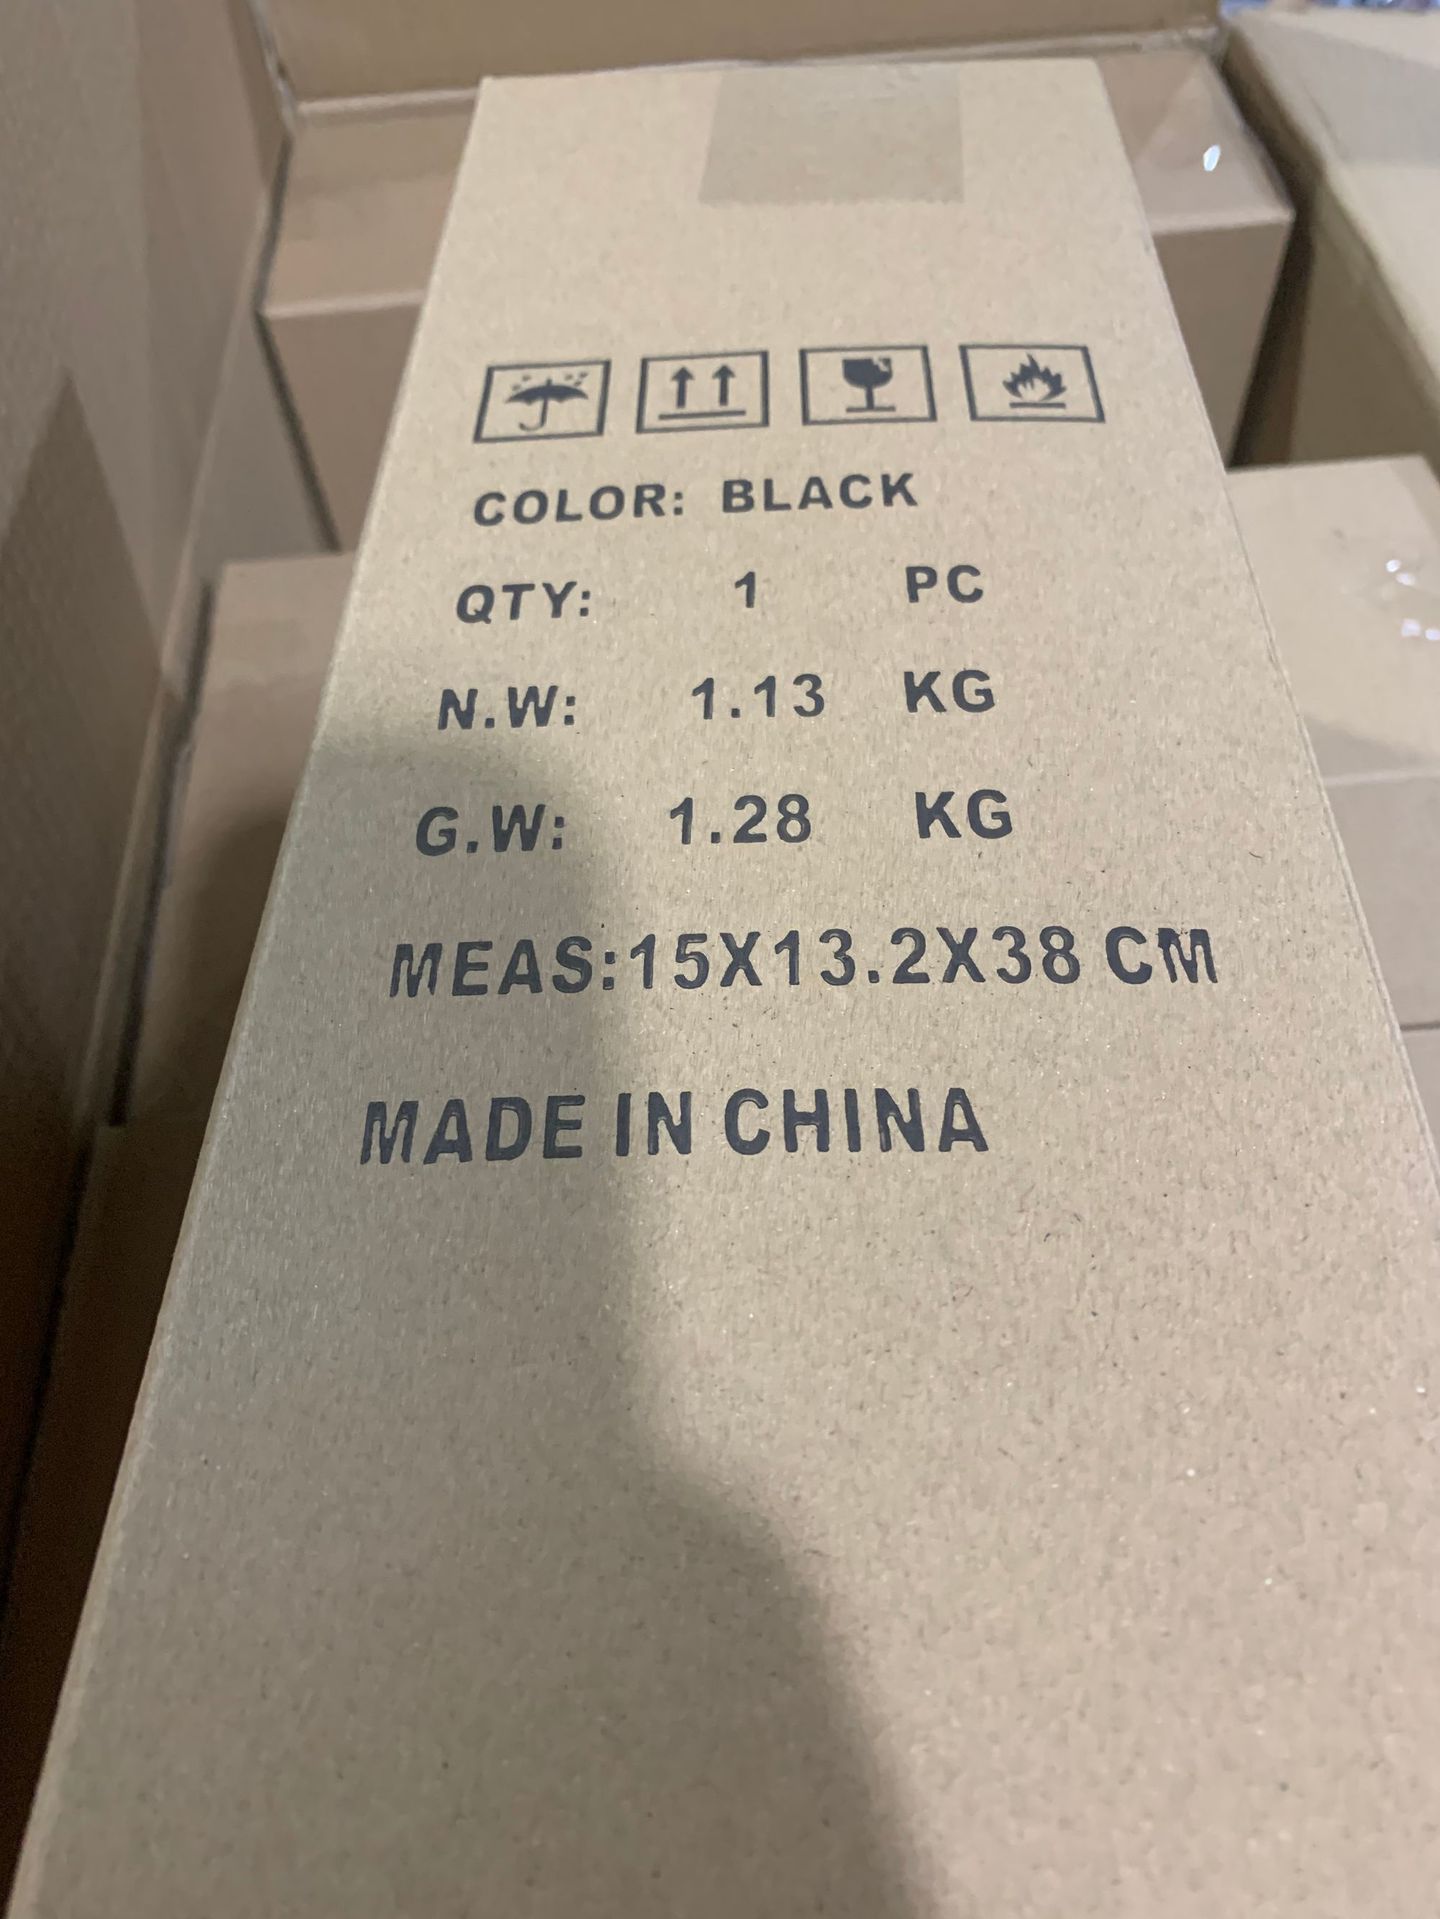 COLOR: BLACK
QTY: 1 PC
N.W: 1.13 KG
G.W: 1.28 KG
MEAS:15X13.2X38 CM
MADE IN CHINA